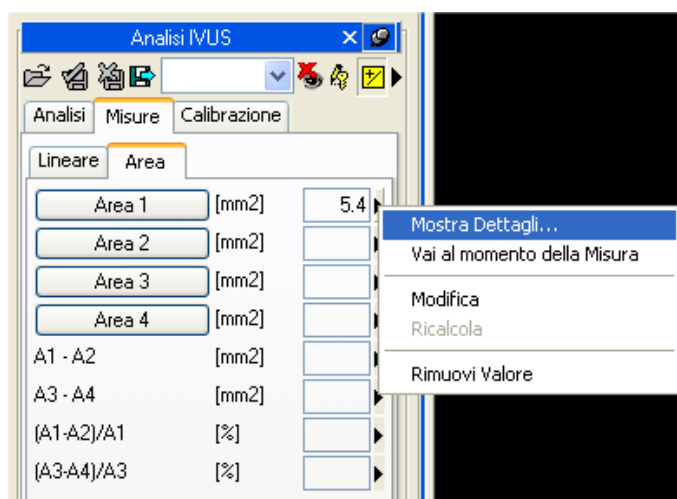 Analisi IVUS
Analisi Misure Calibrazione
Lineare Area
Area 1 [mm2] 5.4
Area 2 [mm2]
Area 3 [mm2]
Area 4 [mm2]
A1 - A2 [mm2]
A3 - A4 [mm2]
(A1-A2)/A1 [%]
(A3-A4)/A3 [%]
Mostra Dettagli...
Vai al momento della Misura
Modifica
Ricalcola
Rimuovi Valore